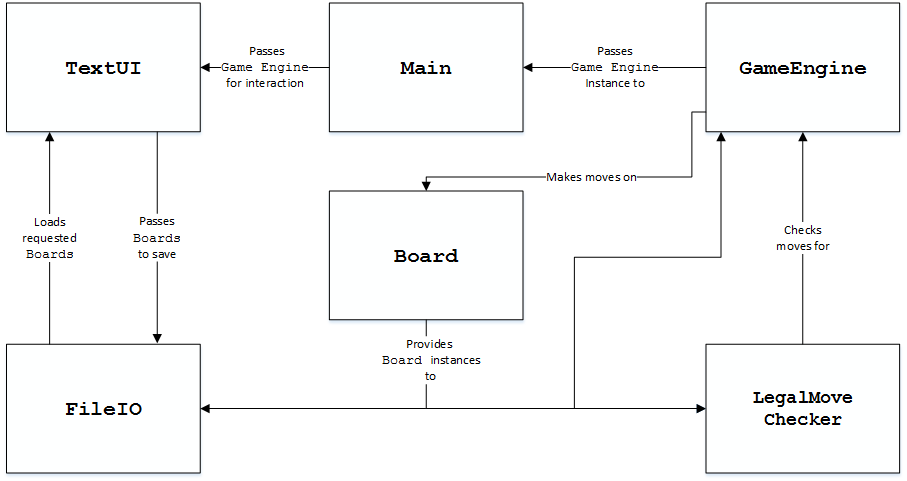 TextUI
Passes
Game Engine
for interaction
Main
Passes
Game Engine
Instance to
GameEngine
Makes moves on
Loads
requested
Boards
Passes
Boards
to save
Board
Checks
moves for
Provides
Board instances
to
FileIO
LegalMove
Checker